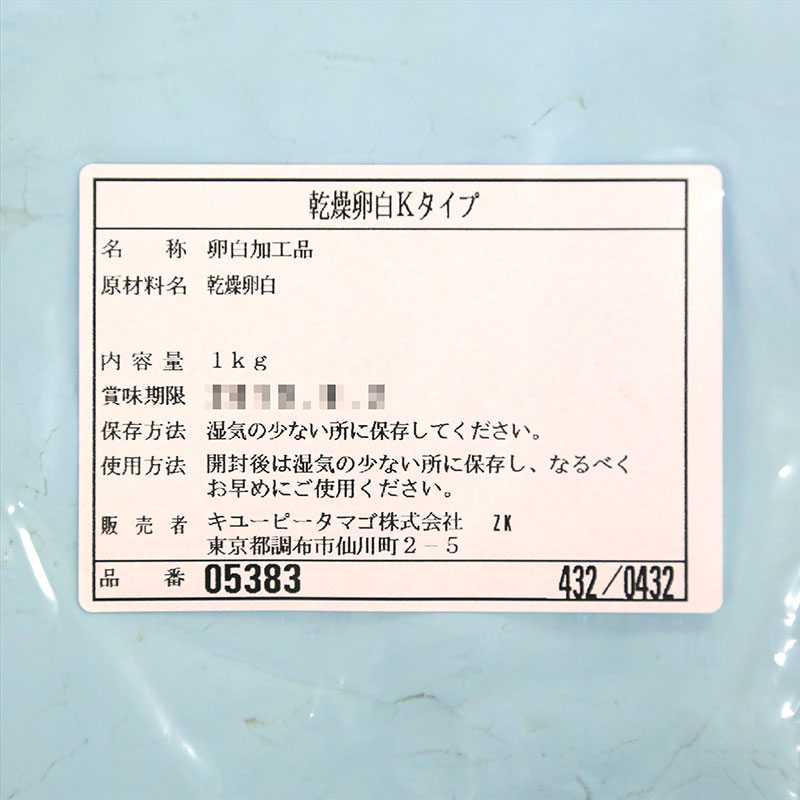 乾燥卵白Kタイプ
名 称 卵白加工品
原材料名 乾燥卵白
内容量 1kg
賞味期限
保存方法 湿気の少ない所に保存してください。
使用方法 開封後は湿気の少ない所に保存し、なるべく
お早めにご使用ください。
販売者 キユーピータマゴ株式会社 ZK
東京都調布市仙川町2-5
品 番 05383 432/0432